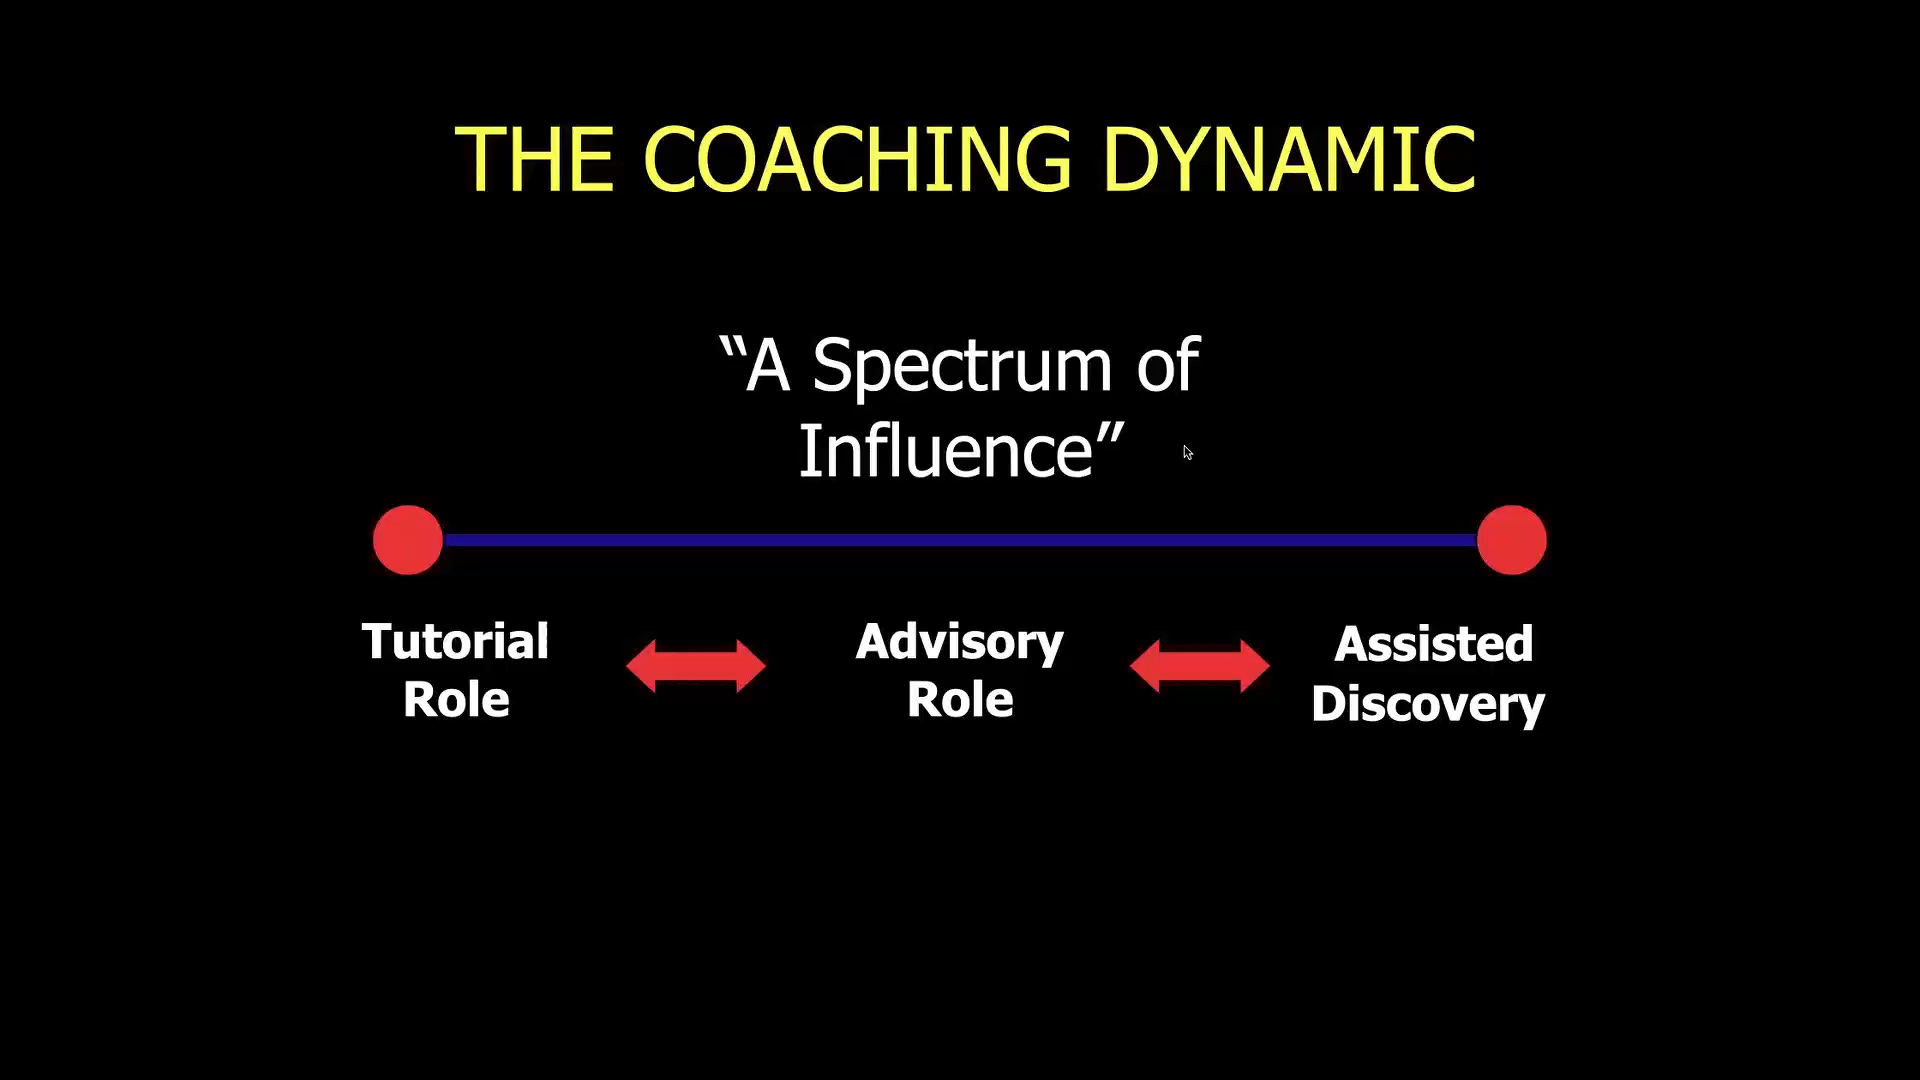 THE COACHING DYNAMIC
“A Spectrum of
Influence”
Tutorial
Role
Advisory
Role
Assisted
Discovery